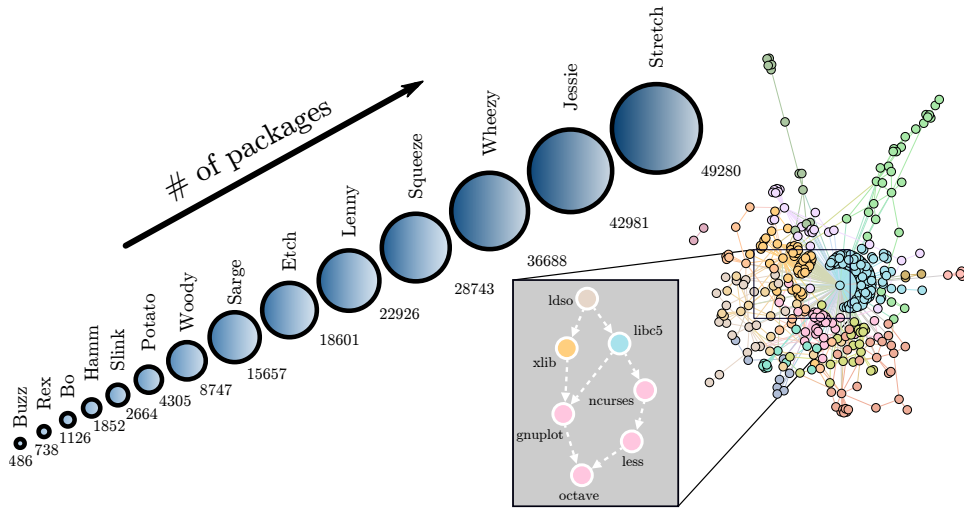 # of packages
Buzz
486
Rex
738
Bo
1126
Hamm
1852
Slink
2664
Potato
4305
Woody
8747
Sarge
15657
Etch
18601
Lenny
22926
Squeeze
28743
Wheezy
36688
Jessie
42981
Stretch
49280
ldso
libc5
xlib
ncurses
gnuplot
less
octave